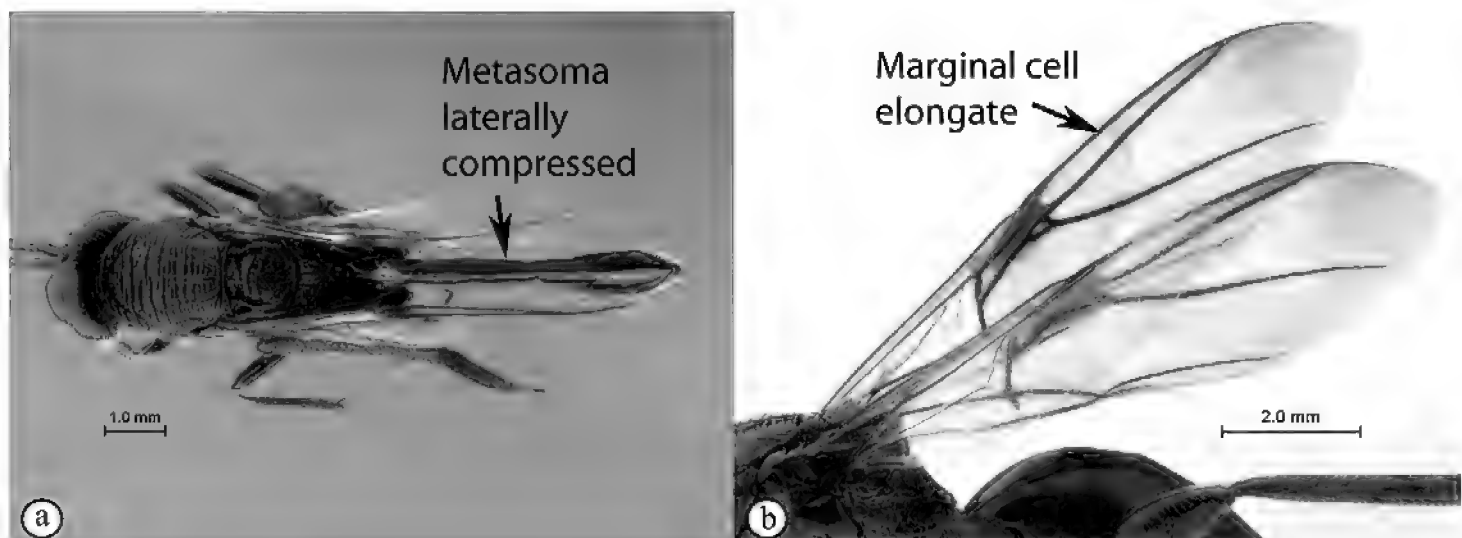 Metasoma
laterally
compressed
1.0 mm
a
Marginal cell
elongate
2.0 mm
b